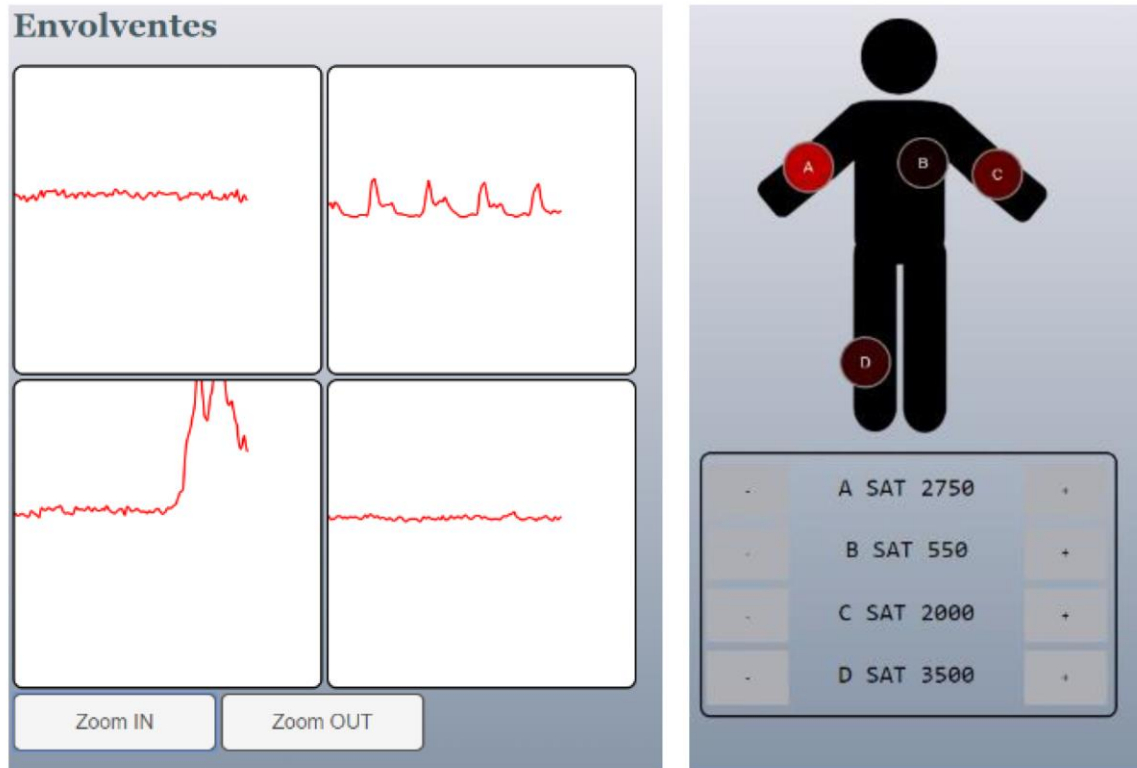 Envolventes
Zoom IN
Zoom OUT
A
B
C
D
- A SAT 2750 +
- B SAT 550 +
- C SAT 2000 +
- D SAT 3500 +